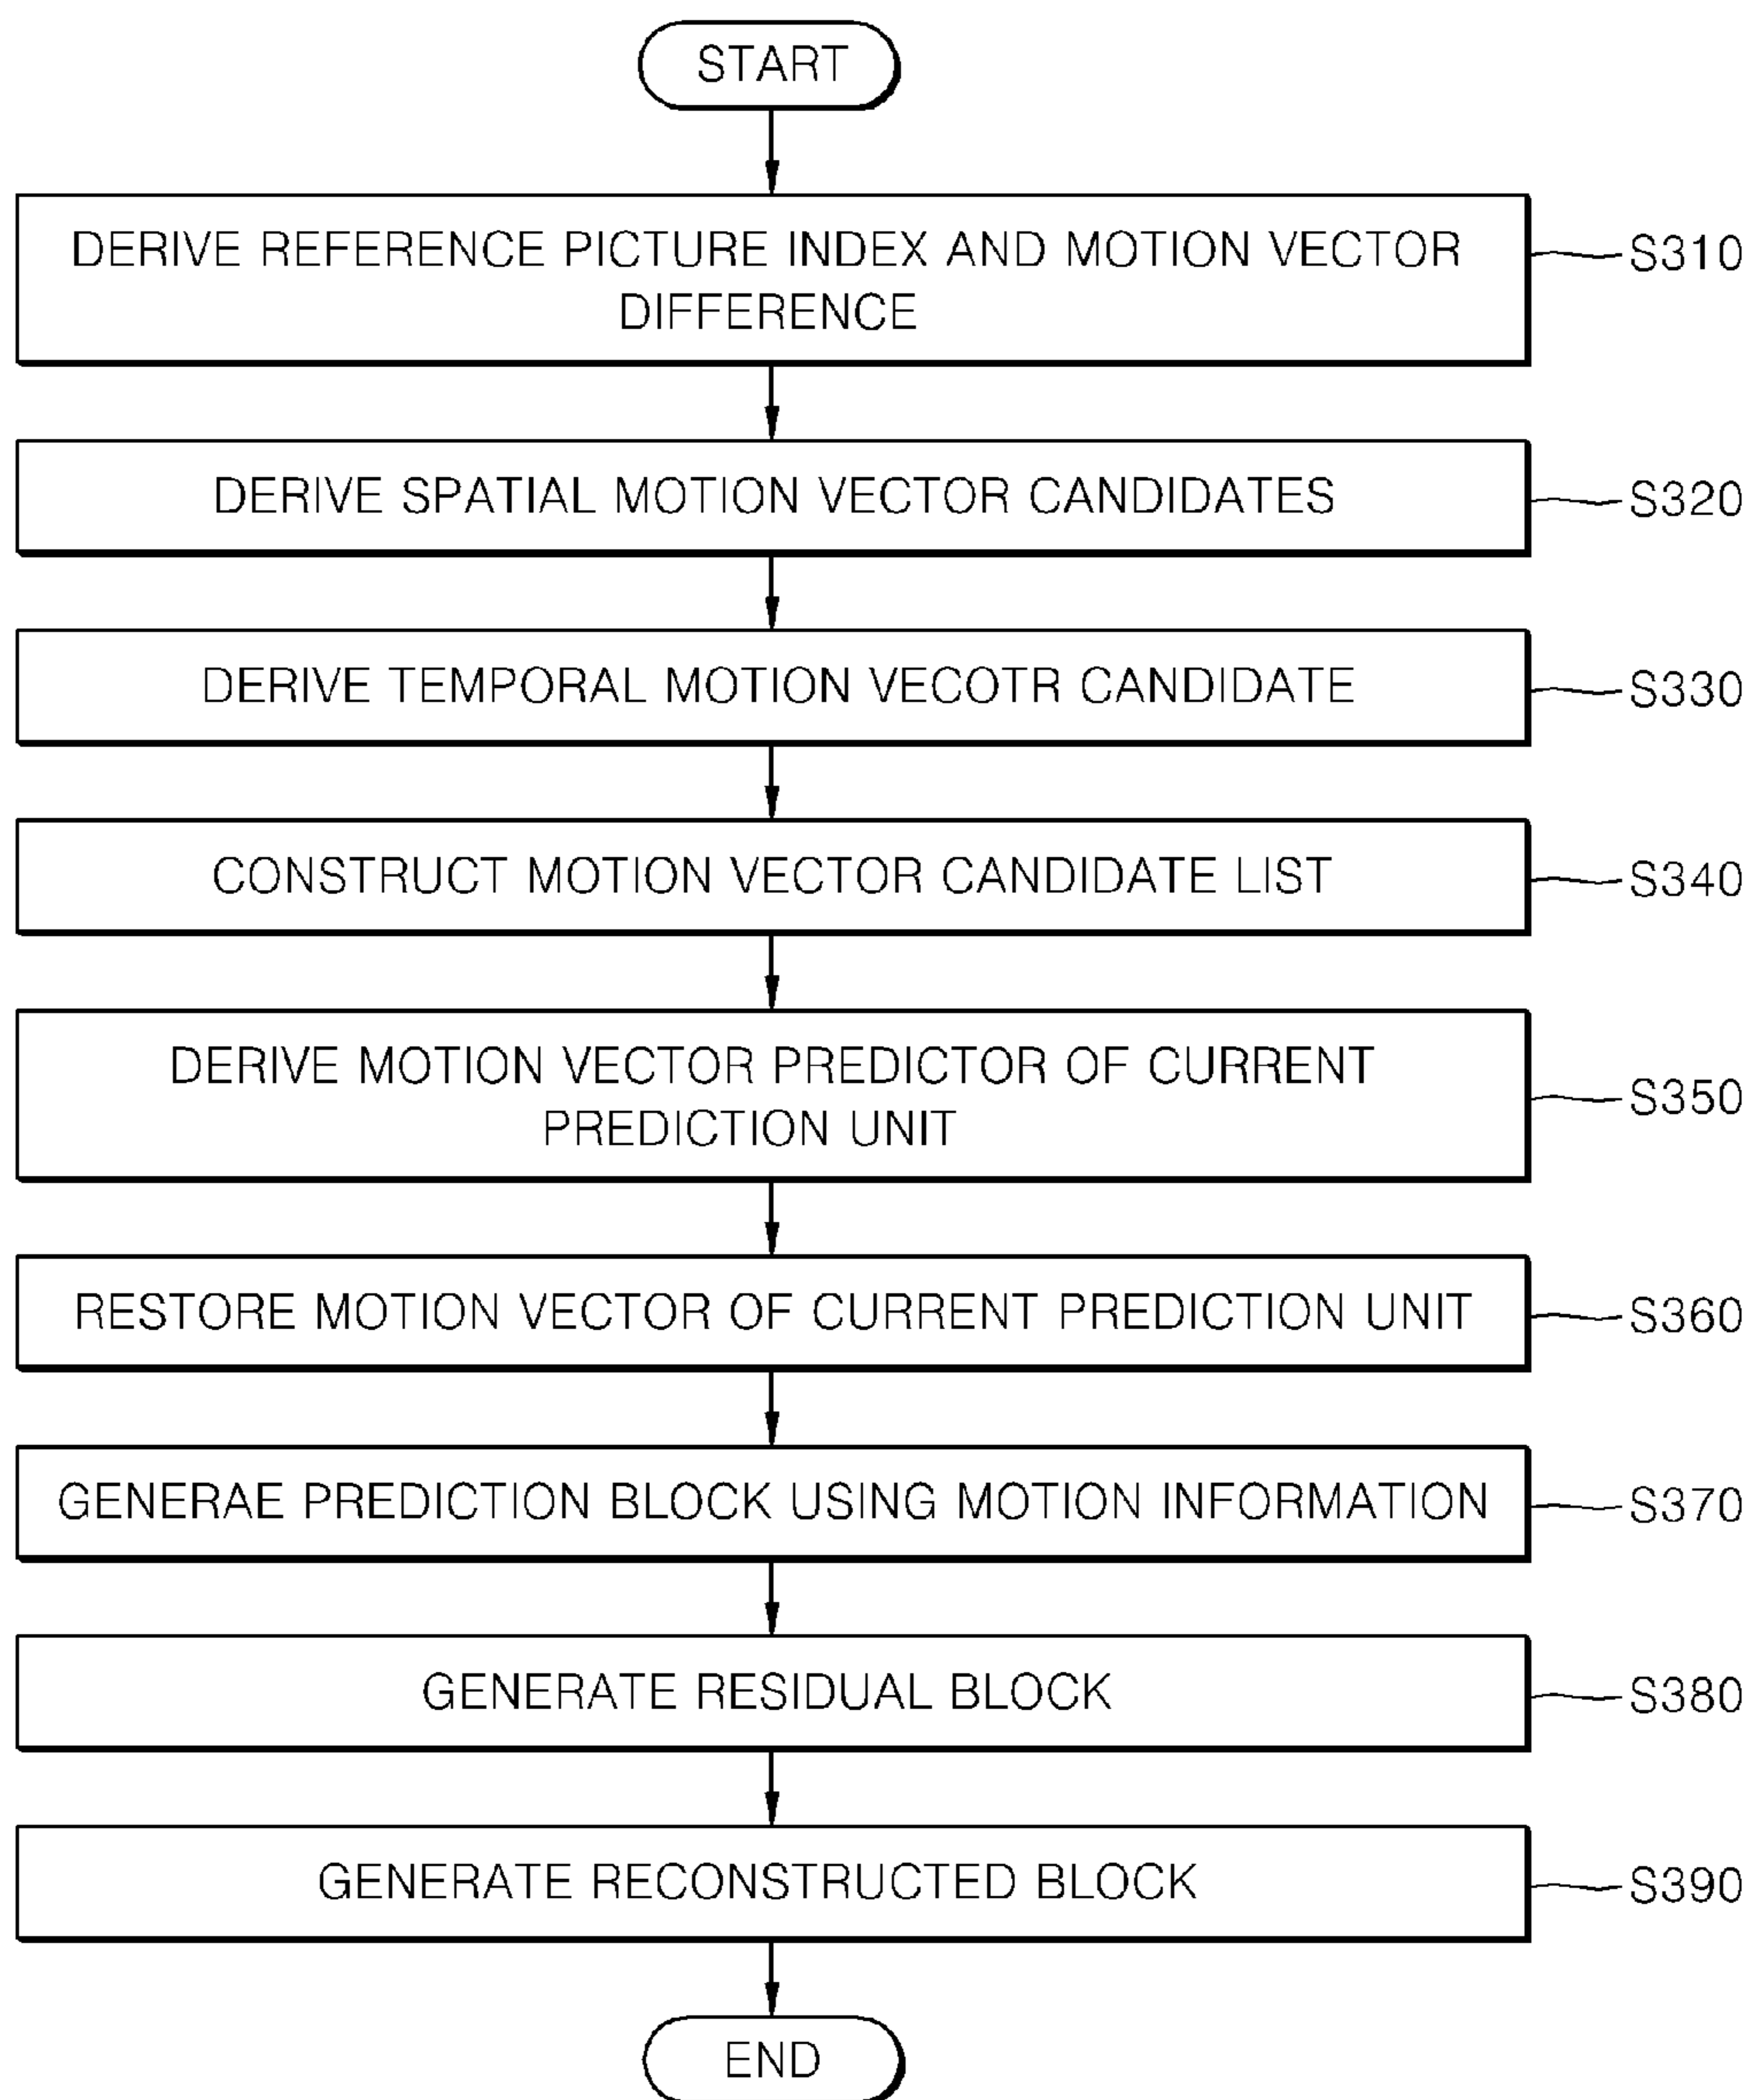 START
DERIVE REFERENCE PICTURE INDEX AND MOTION VECTOR
DIFFERENCE
S310
DERIVE SPATIAL MOTION VECTOR CANDIDATES
S320
DERIVE TEMPORAL MOTION VECOTR CANDIDATE
S330
CONSTRUCT MOTION VECTOR CANDIDATE LIST
S340
DERIVE MOTION VECTOR PREDICTOR OF CURRENT
PREDICTION UNIT
S350
RESTORE MOTION VECTOR OF CURRENT PREDICTION UNIT
S360
GENERAE PREDICTION BLOCK USING MOTION INFORMATION
S370
GENERATE RESIDUAL BLOCK
S380
GENERATE RECONSTRUCTED BLOCK
S390
END